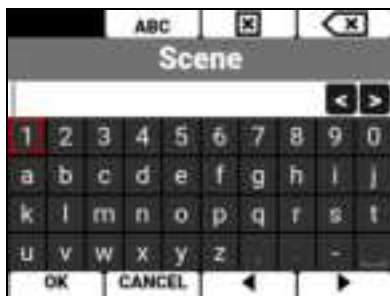 ABC
Scene
< >
1 2 3 4 5 6 7 8 9 0
a b c d e f g h i j
k l m n o p q r s t
u v w x y z . -
OK CANCEL